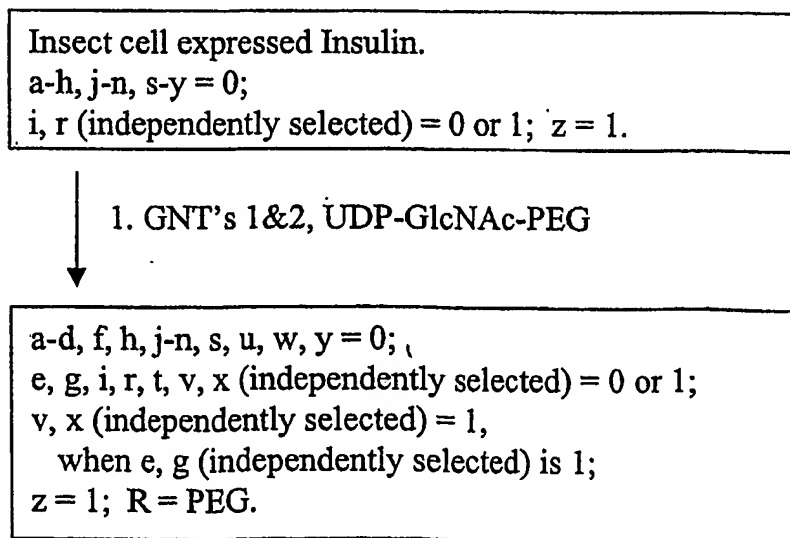 Insect cell expressed Insulin.
a-h, j-n, s-y = 0;
i, r (independently selected) = 0 or 1; z = 1.
1. GNT's 1&2, UDP-GlcNAc-PEG
a-d, f, h, j-n, s, u, w, y = 0;
e, g, i, r, t, v, x (independently selected) = 0 or 1;
v, x (independently selected) = 1,
when e, g (independently selected) is 1;
z = 1; R = PEG.